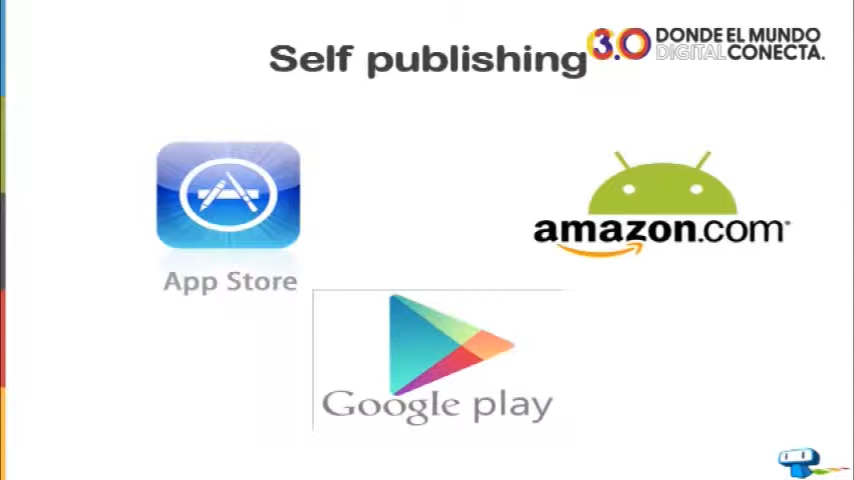 Self publishing
3.0 DONDE EL MUNDO
DIGITAL CONECTA.
amazon.com
App Store
Google play